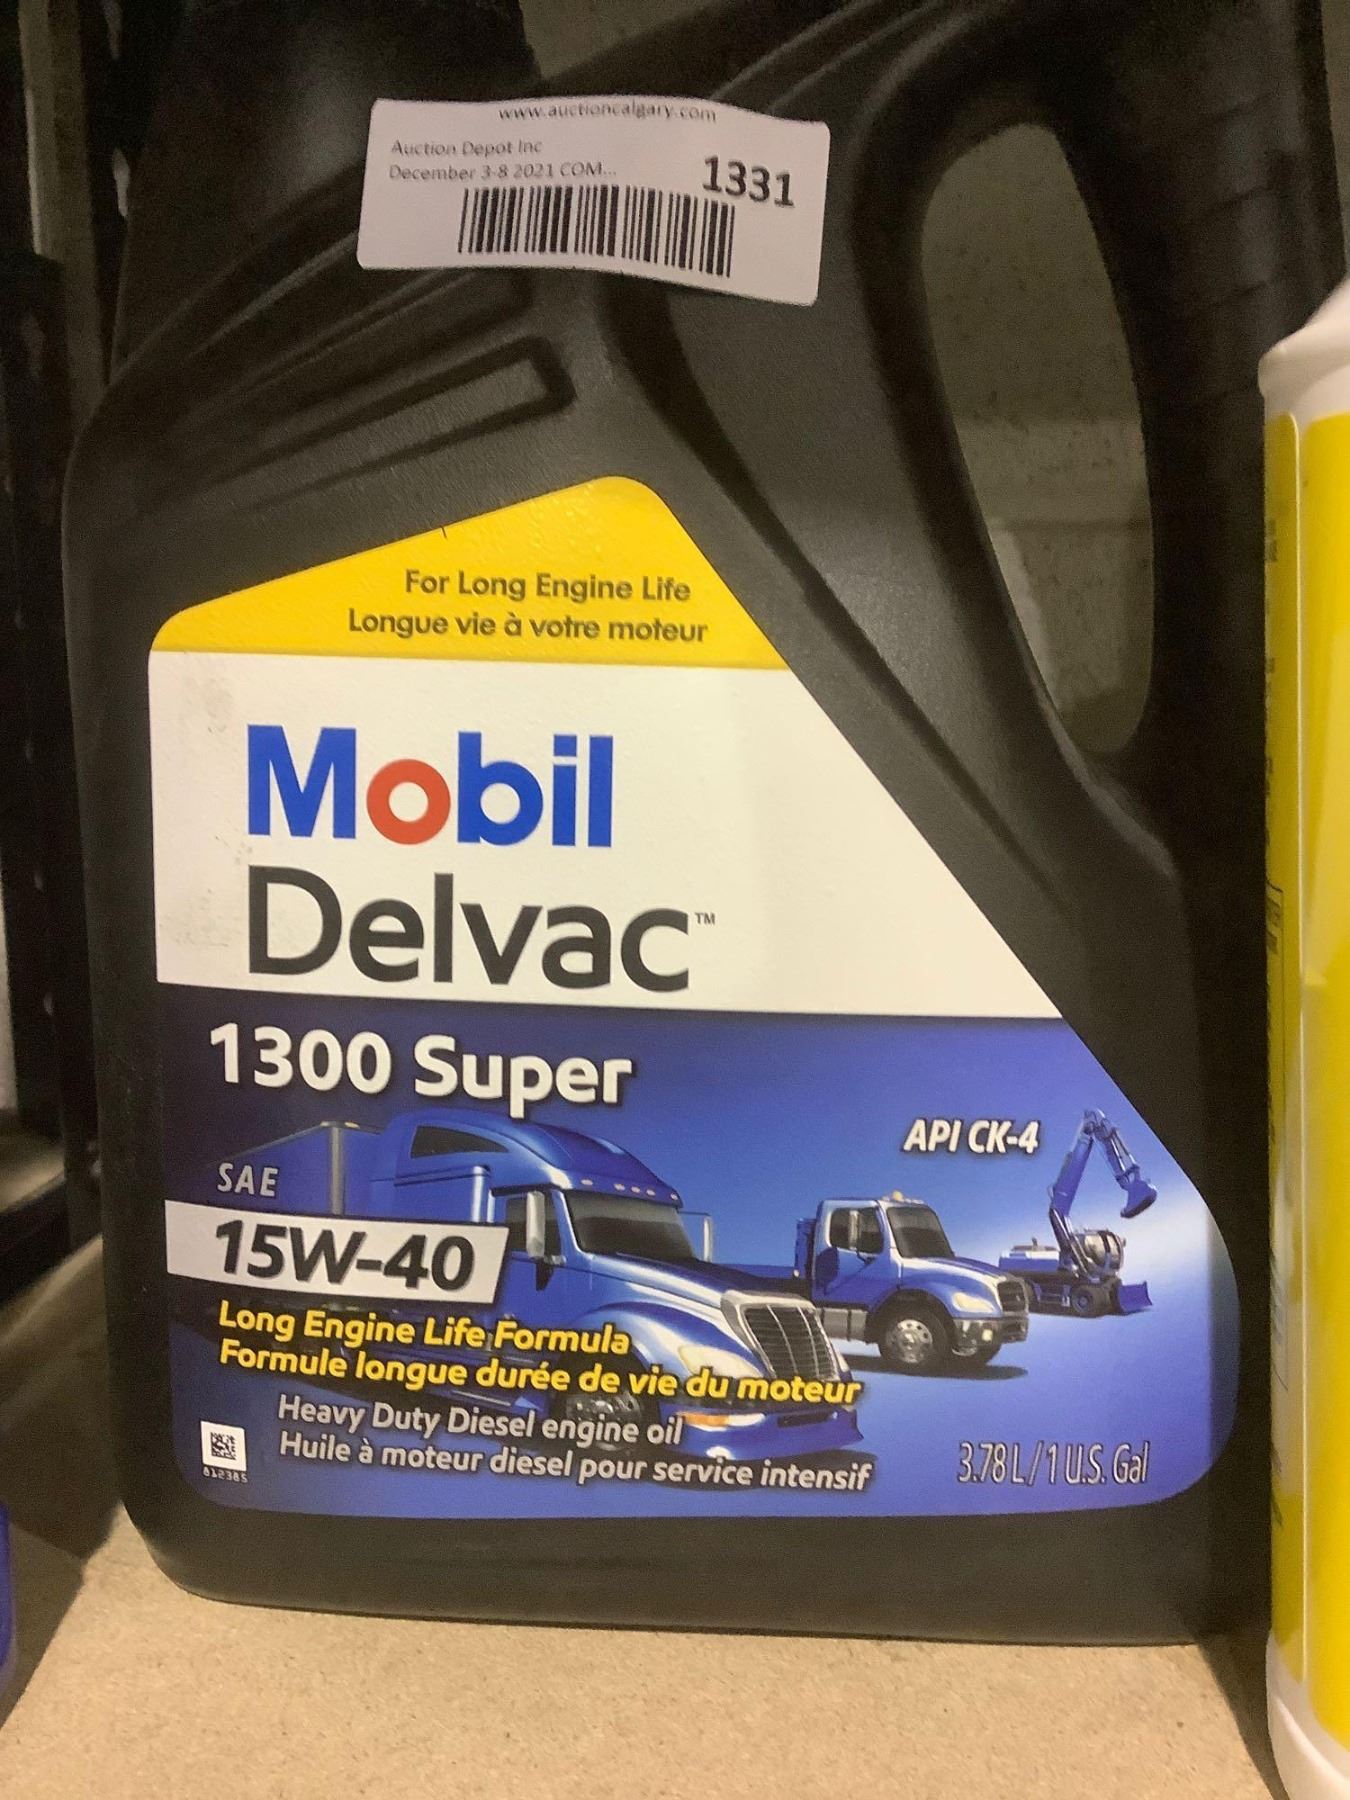 www.auctioncalgary.com
Auction Depot Inc
December 3-8 2021 COM...
1331
For Long Engine Life
Longue vie à votre moteur
Mobil
Delvac™
1300 Super
API CK-4
SAE
15W-40
Long Engine Life Formula
Formule longue durée de vie du moteur
Heavy Duty Diesel engine oil
Huile à moteur diesel pour service intensif
812385
3.78 L / 1 U.S. Gal